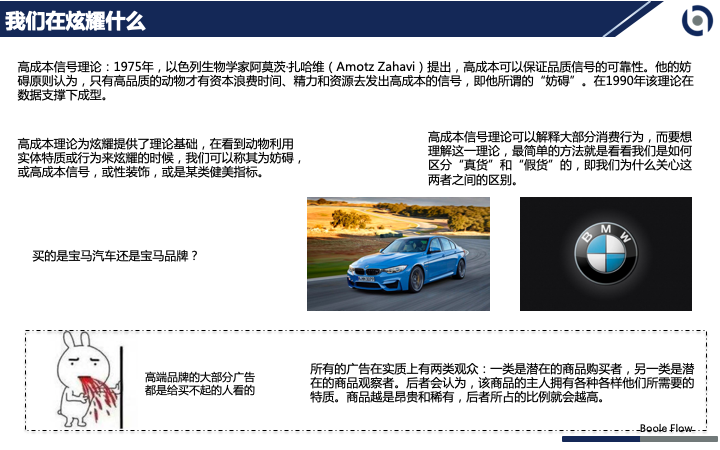 我们在炫耀什么
高成本信号理论：1975年，以色列生物学家阿莫茨·扎哈维（Amotz Zahavi）提出，高成本可以保证品质信号的可靠性。他的妨
碍原则认为，只有高品质的动物才有资本浪费时间、精力和资源去发出高成本的信号，即他所谓的“妨碍”。在1990年该理论在
数据支撑下成型。
高成本理论为炫耀提供了理论基础，在看到动物利用
实体特质或行为来炫耀的时候，我们可以称其为妨碍，
或高成本信号，或性装饰，或是某类健美指标。
高成本信号理论可以解释大部分消费行为，而要想
理解这一理论，最简单的方法就是看看我们是如何
区分“真货”和“假货”的，即我们为什么关心这
两者之间的区别。
买的是宝马汽车还是宝马品牌？
BMW
高端品牌的大部分广告
都是给买不起的人看的
所有的广告在实质上有两类观众：一类是潜在的商品购买者，另一类是潜
在的商品观察者。后者会认为，该商品的主人拥有各种各样他们所需要的
特质。商品越是昂贵和稀有，后者所占的比例就会越高。
Boole Flow